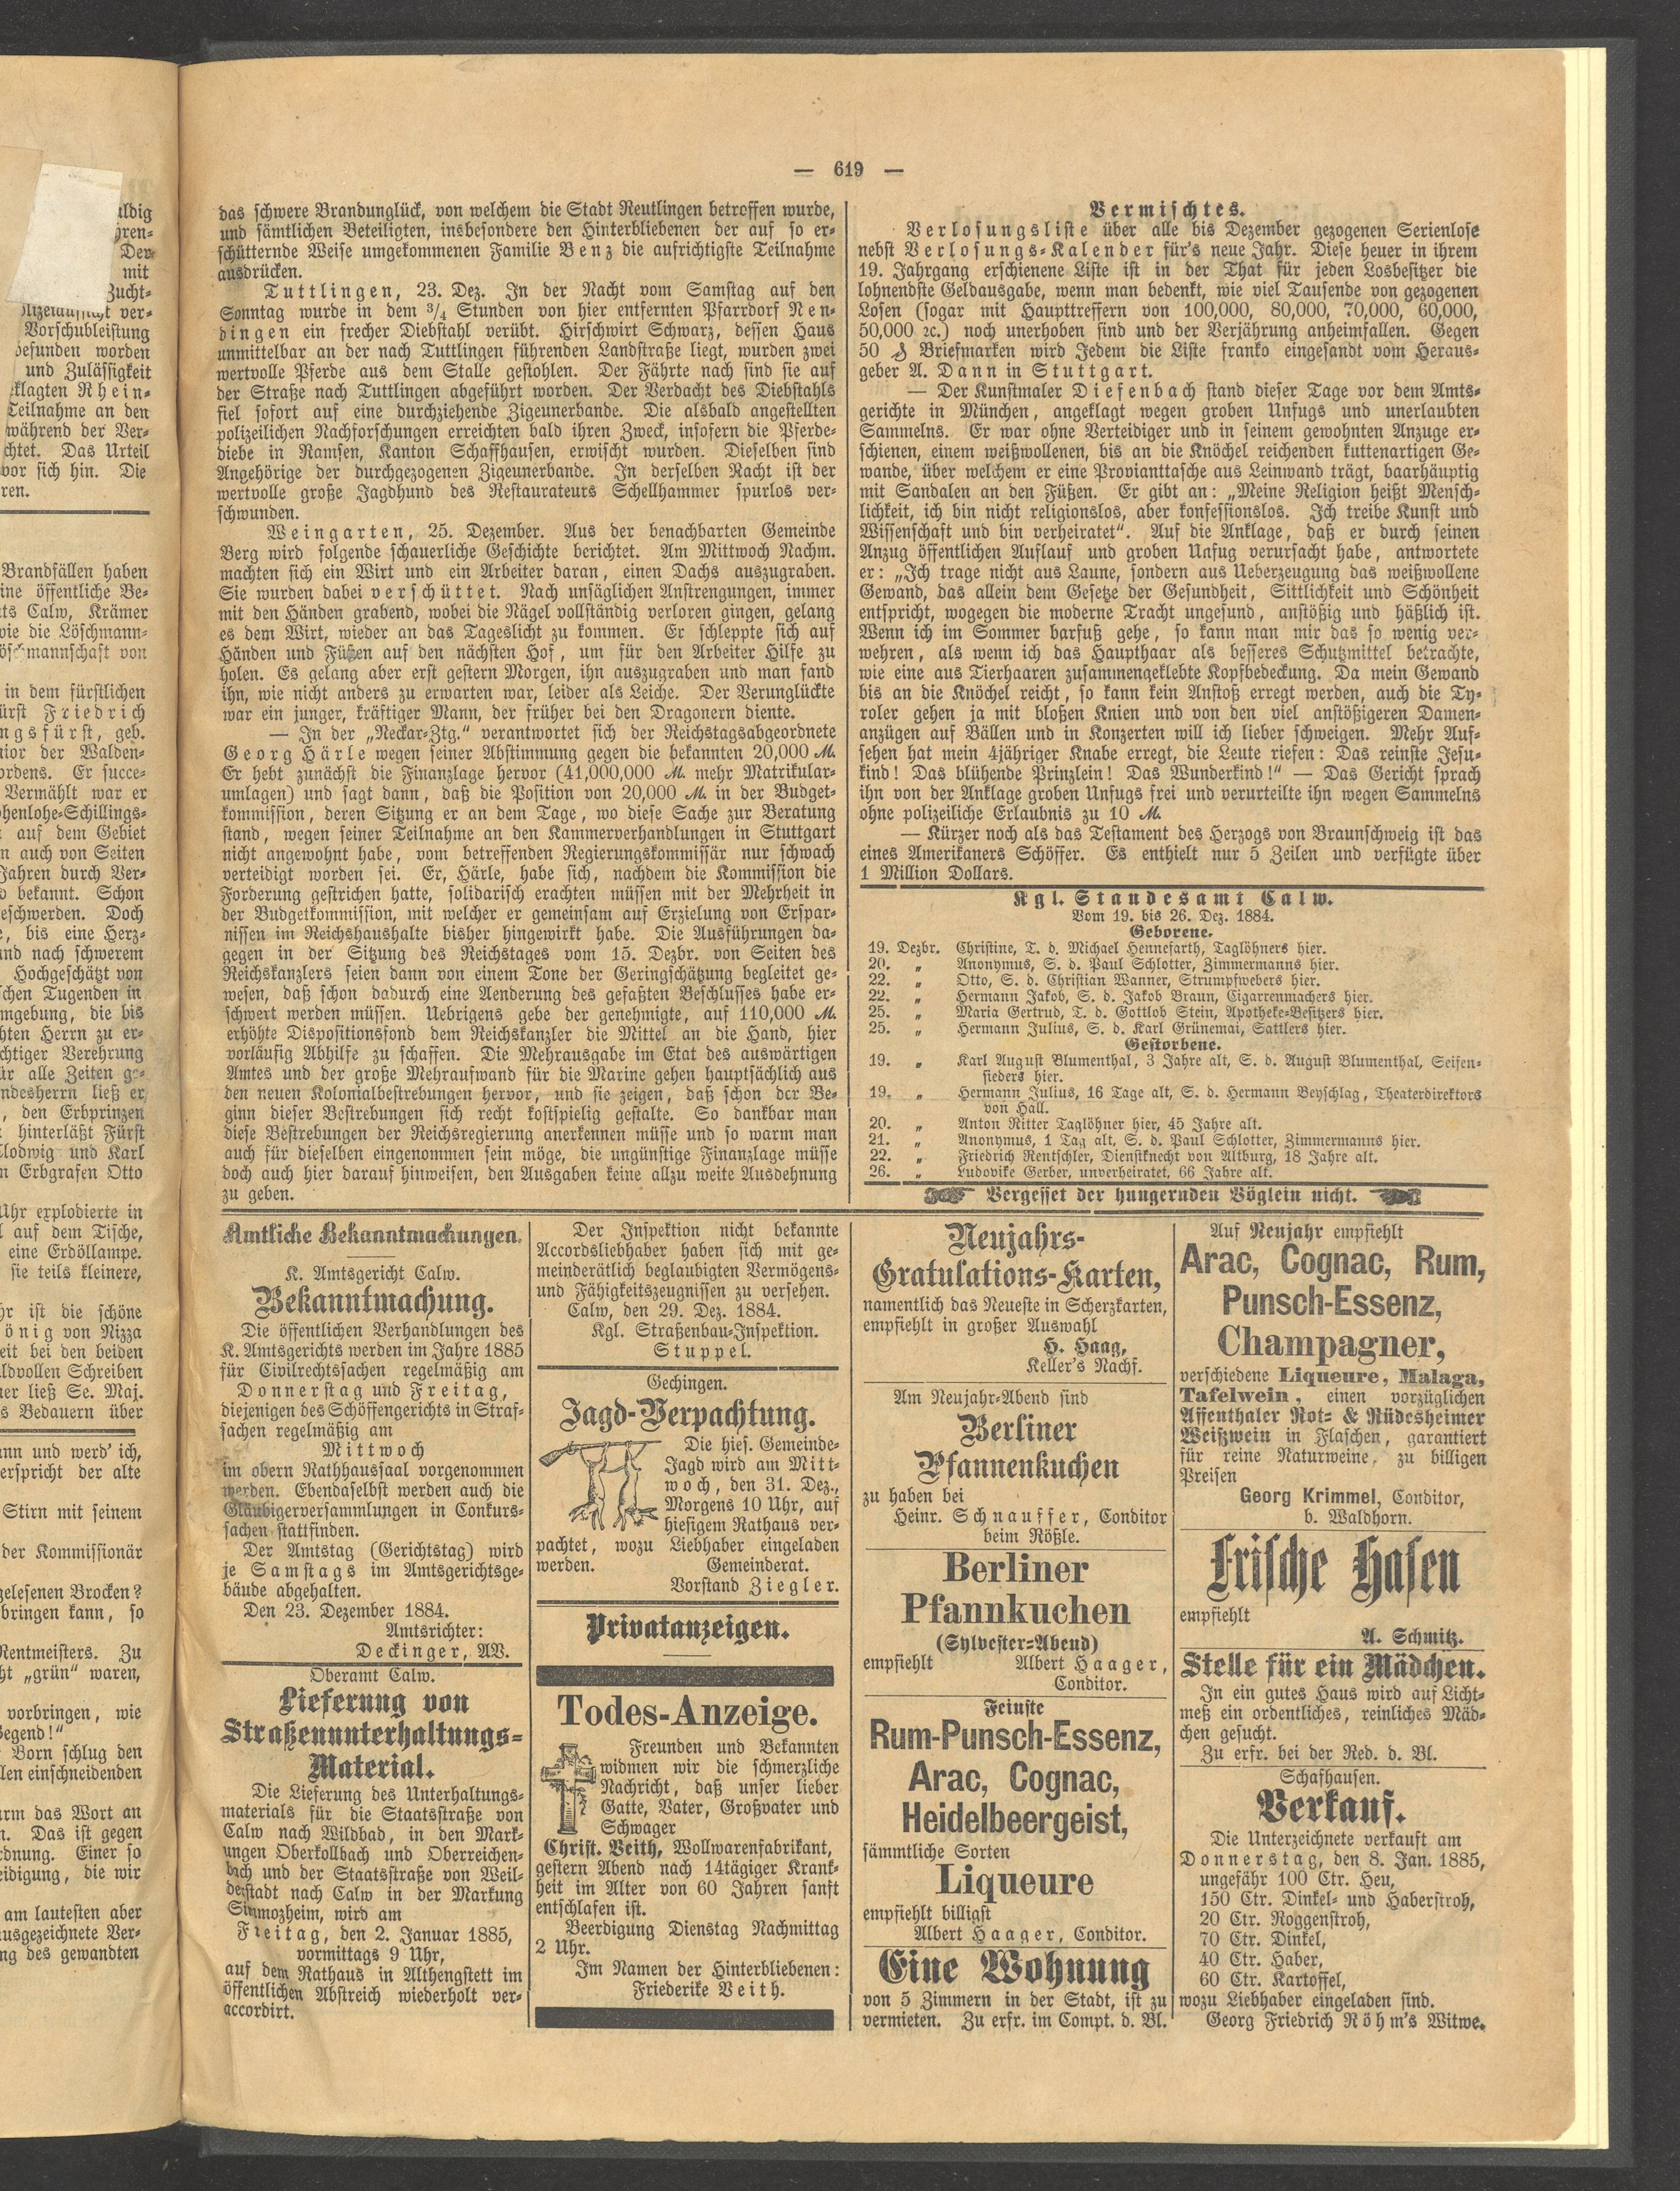 — 619 —
das schwere Brandunglück, von welchem die Stadt Reutlingen betroffen wurde,
und sämtlichen Beteiligten, insbesondere den Hinterbliebenen der auf so er-
schütternde Weise umgekommenen Familie Benz die aufrichtigste Teilnahme
ausdrücken.
Tuttlingen, 23. Dez. In der Nacht vom Samstag auf den
Sonntag wurde in dem 3/4 Stunden von hier entfernten Pfarrdorf Nen-
dingen ein frecher Diebstahl verübt. Hirschwirt Schwarz, dessen Haus
unmittelbar an der nach Tuttlingen führenden Landstraße liegt, wurden zwei
wertvolle Pferde aus dem Stalle gestohlen. Der Fährte nach sind sie auf
der Straße nach Tuttlingen abgeführt worden. Der Verdacht des Diebstahls
fiel sofort auf eine durchziehende Zigeunerbande. Die alsbald angestellten
polizeilichen Nachforschungen erreichten bald ihren Zweck, insofern die Pferde-
diebe in Ramsen, Kanton Schaffhausen, erwischt wurden. Dieselben sind
Angehörige der durchgezogenen Zigeunerbande. In derselben Nacht ist der
wertvolle große Jagdhund des Restaurateurs Schellhammer spurlos ver-
schwunden.
Weingarten, 25. Dezember. Aus der benachbarten Gemeinde
Berg wird folgende schauerliche Geschichte berichtet. Am Mittwoch Nachm.
machten sich ein Wirt und ein Arbeiter daran, einen Dachs auszugraben.
Sie wurden dabei verschüttet. Nach unsäglichen Anstrengungen, immer
mit den Händen grabend, wobei die Nägel vollständig verloren gingen, gelang
es dem Wirt, wieder an das Tageslicht zu kommen. Er schleppte sich auf
Händen und Füßen auf den nächsten Hof, um für den Arbeiter Hilfe zu
holen. Es gelang aber erst gestern Morgen, ihn auszugraben und man fand
ihn, wie nicht anders zu erwarten war, leider als Leiche. Der Verunglückte
war ein junger, kräftiger Mann, der früher bei den Dragonern diente.
— In der „Neckar-Ztg.“ verantwortet sich der Reichstagsabgeordnete
Georg Härle wegen seiner Abstimmung gegen die bekannten 20,000 M.
Er hebt zunächst die Finanzlage hervor (41,000,000 M. mehr Matrikular-
umlagen) und sagt dann, daß die Position von 20,000 M. in der Budget-
kommission, deren Sitzung er an dem Tage, wo diese Sache zur Beratung
stand, wegen seiner Teilnahme an den Kammerverhandlungen in Stuttgart
nicht angewohnt habe, vom betreffenden Regierungskommissär nur schwach
verteidigt worden sei. Er, Härle, habe sich, nachdem die Kommission die
Forderung gestrichen hatte, solidarisch erachten müssen mit der Mehrheit in
der Budgetkommission, mit welcher er gemeinsam auf Erzielung von Erspar-
nissen im Reichshaushalte bisher hingewirkt habe. Die Ausführungen da-
gegen in der Sitzung des Reichstages vom 15. Dezbr. von Seiten des
Reichskanzlers seien dann von einem Tone der Geringschätzung begleitet ge-
wesen, daß schon dadurch eine Aenderung des gefaßten Beschlusses habe er-
schwert werden müssen. Uebrigens gebe der genehmigte, auf 110,000 M.
erhöhte Dispositionsfond dem Reichskanzler die Mittel an die Hand, hier
vorläufig Abhilfe zu schaffen. Die Mehrausgabe im Etat des auswärtigen
Amtes und der große Mehraufwand für die Marine gehen hauptsächlich aus
den neuen Kolonialbestrebungen hervor, und sie zeigen, daß schon der Be-
ginn dieser Bestrebungen sich recht kostspielig gestalte. So dankbar man
diese Bestrebungen der Reichsregierung anerkennen müsse und so warm man
auch für dieselben eingenommen sein möge, die ungünstige Finanzlage müsse
doch auch hier darauf hinweisen, den Ausgaben keine allzu weite Ausdehnung
zu geben.
Vermischtes.
Verlosungsliste über alle bis Dezember gezogenen Serienlose
nebst Verlosungs-Kalender für's neue Jahr. Diese heuer in ihrem
19. Jahrgang erschienene Liste ist in der That für jeden Losbesitzer die
lohnendste Geldausgabe, wenn man bedenkt, wie viel Tausende von gezogenen
Losen (sogar mit Haupttreffern von 100,000, 80,000, 70,000, 60,000,
50,000 ꝛc.) noch unerhoben sind und der Verjährung anheimfallen. Gegen
50 ₰ Briefmarken wird Jedem die Liste franko eingesandt vom Heraus-
geber A. Dann in Stuttgart.
— Der Kunstmaler Diefenbach stand dieser Tage vor dem Amts-
gerichte in München, angeklagt wegen groben Unfugs und unerlaubten
Sammelns. Er war ohne Verteidiger und in seinem gewohnten Anzuge er-
schienen, einem weißwollenen, bis an die Knöchel reichenden kuttenartigen Ge-
wande, über welchem er eine Provianttasche aus Leinwand trägt, baarhäuptig
mit Sandalen an den Füßen. Er gibt an: „Meine Religion heißt Mensch-
lichkeit, ich bin nicht religionslos, aber konfessionslos. Ich treibe Kunst und
Wissenschaft und bin verheiratet“. Auf die Anklage, daß er durch seinen
Anzug öffentlichen Auflauf und groben Unfug verursacht habe, antwortete
er: „Ich trage nicht aus Laune, sondern aus Ueberzeugung das weißwollene
Gewand, das allein dem Gesetze der Gesundheit, Sittlichkeit und Schönheit
entspricht, wogegen die moderne Tracht ungesund, anstößig und häßlich ist.
Wenn ich im Sommer barfuß gehe, so kann man mir das so wenig ver-
wehren, als wenn ich das Haupthaar als besseres Schutzmittel betrachte,
wie eine aus Tierhaaren zusammengeklebte Kopfbedeckung. Da mein Gewand
bis an die Knöchel reicht, so kann kein Anstoß erregt werden, auch die Ty-
roler gehen ja mit bloßen Knien und von den viel anstößigeren Damen-
anzügen auf Bällen und in Konzerten will ich lieber schweigen. Mehr Auf-
sehen hat mein 4jähriger Knabe erregt, die Leute riefen: Das reinste Jesu-
kind! Das blühende Prinzlein! Das Wunderkind!“ — Das Gericht sprach
ihn von der Anklage groben Unfugs frei und verurteilte ihn wegen Sammelns
ohne polizeiliche Erlaubnis zu 10 M.
— Kürzer noch als das Testament des Herzogs von Braunschweig ist das
eines Amerikaners Schöffer. Es enthielt nur 5 Zeilen und verfügte über
1 Million Dollars.
Kgl. Standesamt Calw.
Vom 19. bis 26. Dez. 1884.
Geborene.
19. Dezbr. Christine, T. d. Michael Hennefarth, Taglöhners hier.
20. „ Anonymus, S. d. Paul Schlotter, Zimmermanns hier.
22. „ Otto, S. d. Christian Wanner, Strumpfwebers hier.
22. „ Hermann Jakob, S. d. Jakob Braun, Cigarrenmachers hier.
25. „ Maria Gertrud, T. d. Gottlob Stein, Apotheke-Besitzers hier.
25. „ Hermann Julius, S. d. Karl Grünemai, Sattlers hier.
Gestorbene.
19. „ Karl August Blumenthal, 3 Jahre alt, S. d. August Blumenthal, Seifen-
sieders hier.
19. „ Hermann Julius, 16 Tage alt, S. d. Hermann Beyschlag, Theaterdirektors
von Hall.
20. „ Anton Ritter Taglöhner hier, 45 Jahre alt.
21. „ Anonymus, 1 Tag alt, S. d. Paul Schlotter, Zimmermanns hier.
22. „ Friedrich Rentschler, Dienstknecht von Altburg, 18 Jahre alt.
26. „ Ludovike Gerber, unverheiratet, 66 Jahre alt.
Vergesset der hungernden Vöglein nicht.
Amtliche Bekanntmachungen.
K. Amtsgericht Calw.
Bekanntmachung.
Die öffentlichen Verhandlungen des
K. Amtsgerichts werden im Jahre 1885
für Civilrechtssachen regelmäßig am
Donnerstag und Freitag,
diejenigen des Schöffengerichts in Straf-
sachen regelmäßig am
Mittwoch
im obern Rathhaussaal vorgenommen
werden. Ebendaselbst werden auch die
Gläubigerversammlungen in Conkurs-
sachen stattfinden.
Der Amtstag (Gerichtstag) wird
je Samstags im Amtsgerichtsge-
bäude abgehalten.
Den 23. Dezember 1884.
Amtsrichter:
Deckinger, AV.
Oberamt Calw.
Lieferung von
Straßenunterhaltungs-
Material.
Die Lieferung des Unterhaltungs-
materials für die Staatsstraße von
Calw nach Wildbad, in den Mark-
ungen Oberkollbach und Oberreichen-
bach und der Staatsstraße von Weil-
derstadt nach Calw in der Markung
Simmozheim, wird am
Freitag, den 2. Januar 1885,
vormittags 9 Uhr,
auf dem Rathaus in Althengstett im
öffentlichen Abstreich wiederholt ver-
accordirt.
Der Inspektion nicht bekannte
Accordsliebhaber haben sich mit ge-
meinderätlich beglaubigten Vermögens-
und Fähigkeitszeugnissen zu versehen.
Calw, den 29. Dez. 1884.
Kgl. Straßenbau-Inspektion.
Stuppel.
Gechingen.
Jagd-Verpachtung.
Die hies. Gemeinde-
Jagd wird am Mitt-
woch, den 31. Dez.,
Morgens 10 Uhr, auf
hiesigem Rathaus ver-
pachtet, wozu Liebhaber eingeladen
werden. Gemeinderat.
Vorstand Ziegler.
Privatanzeigen.
Todes-Anzeige.
Freunden und Bekannten
widmen wir die schmerzliche
Nachricht, daß unser lieber
Gatte, Vater, Großvater und
Schwager
Christ. Veith, Wollwarenfabrikant,
gestern Abend nach 14tägiger Krank-
heit im Alter von 60 Jahren sanft
entschlafen ist.
Beerdigung Dienstag Nachmittag
2 Uhr.
Im Namen der Hinterbliebenen:
Friederike Veith.
Neujahrs-
Gratulations-Karten,
namentlich das Neueste in Scherzkarten,
empfiehlt in großer Auswahl
H. Haag,
Keller's Nachf.
Am Neujahr-Abend sind
Berliner
Pfannenkuchen
zu haben bei
Heinr. Schnauffer, Conditor
beim Rößle.
Berliner
Pfannkuchen
(Sylvester-Abend)
empfiehlt Albert Haager,
Conditor.
Feinste
Rum-Punsch-Essenz,
Arac, Cognac,
Heidelbeergeist,
sämmtliche Sorten
Liqueure
empfiehlt billigst
Albert Haager, Conditor.
Eine Wohnung
von 5 Zimmern in der Stadt, ist zu
vermieten. Zu erfr. im Compt. d. Bl.
Auf Neujahr empfiehlt
Arac, Cognac, Rum,
Punsch-Essenz,
Champagner,
verschiedene Liqueure, Malaga,
Tafelwein, einen vorzüglichen
Affenthaler Rot- & Rüdesheimer
Weißwein in Flaschen, garantiert
für reine Naturweine, zu billigen
Preisen
Georg Krimmel, Conditor,
b. Waldhorn.
Frische Hasen
empfiehlt
A. Schmitz.
Stelle für ein Mädchen.
In ein gutes Haus wird auf Licht-
meß ein ordentliches, reinliches Mäd-
chen gesucht.
Zu erfr. bei der Red. d. Bl.
Schafhausen.
Verkauf.
Die Unterzeichnete verkauft am
Donnerstag, den 8. Jan. 1885,
ungefähr 100 Ctr. Heu,
150 Ctr. Dinkel- und Haberstroh,
20 Ctr. Roggenstroh,
70 Ctr. Dinkel,
40 Ctr. Haber,
60 Ctr. Kartoffel,
wozu Liebhaber eingeladen sind.
Georg Friedrich Röhm's Witwe.